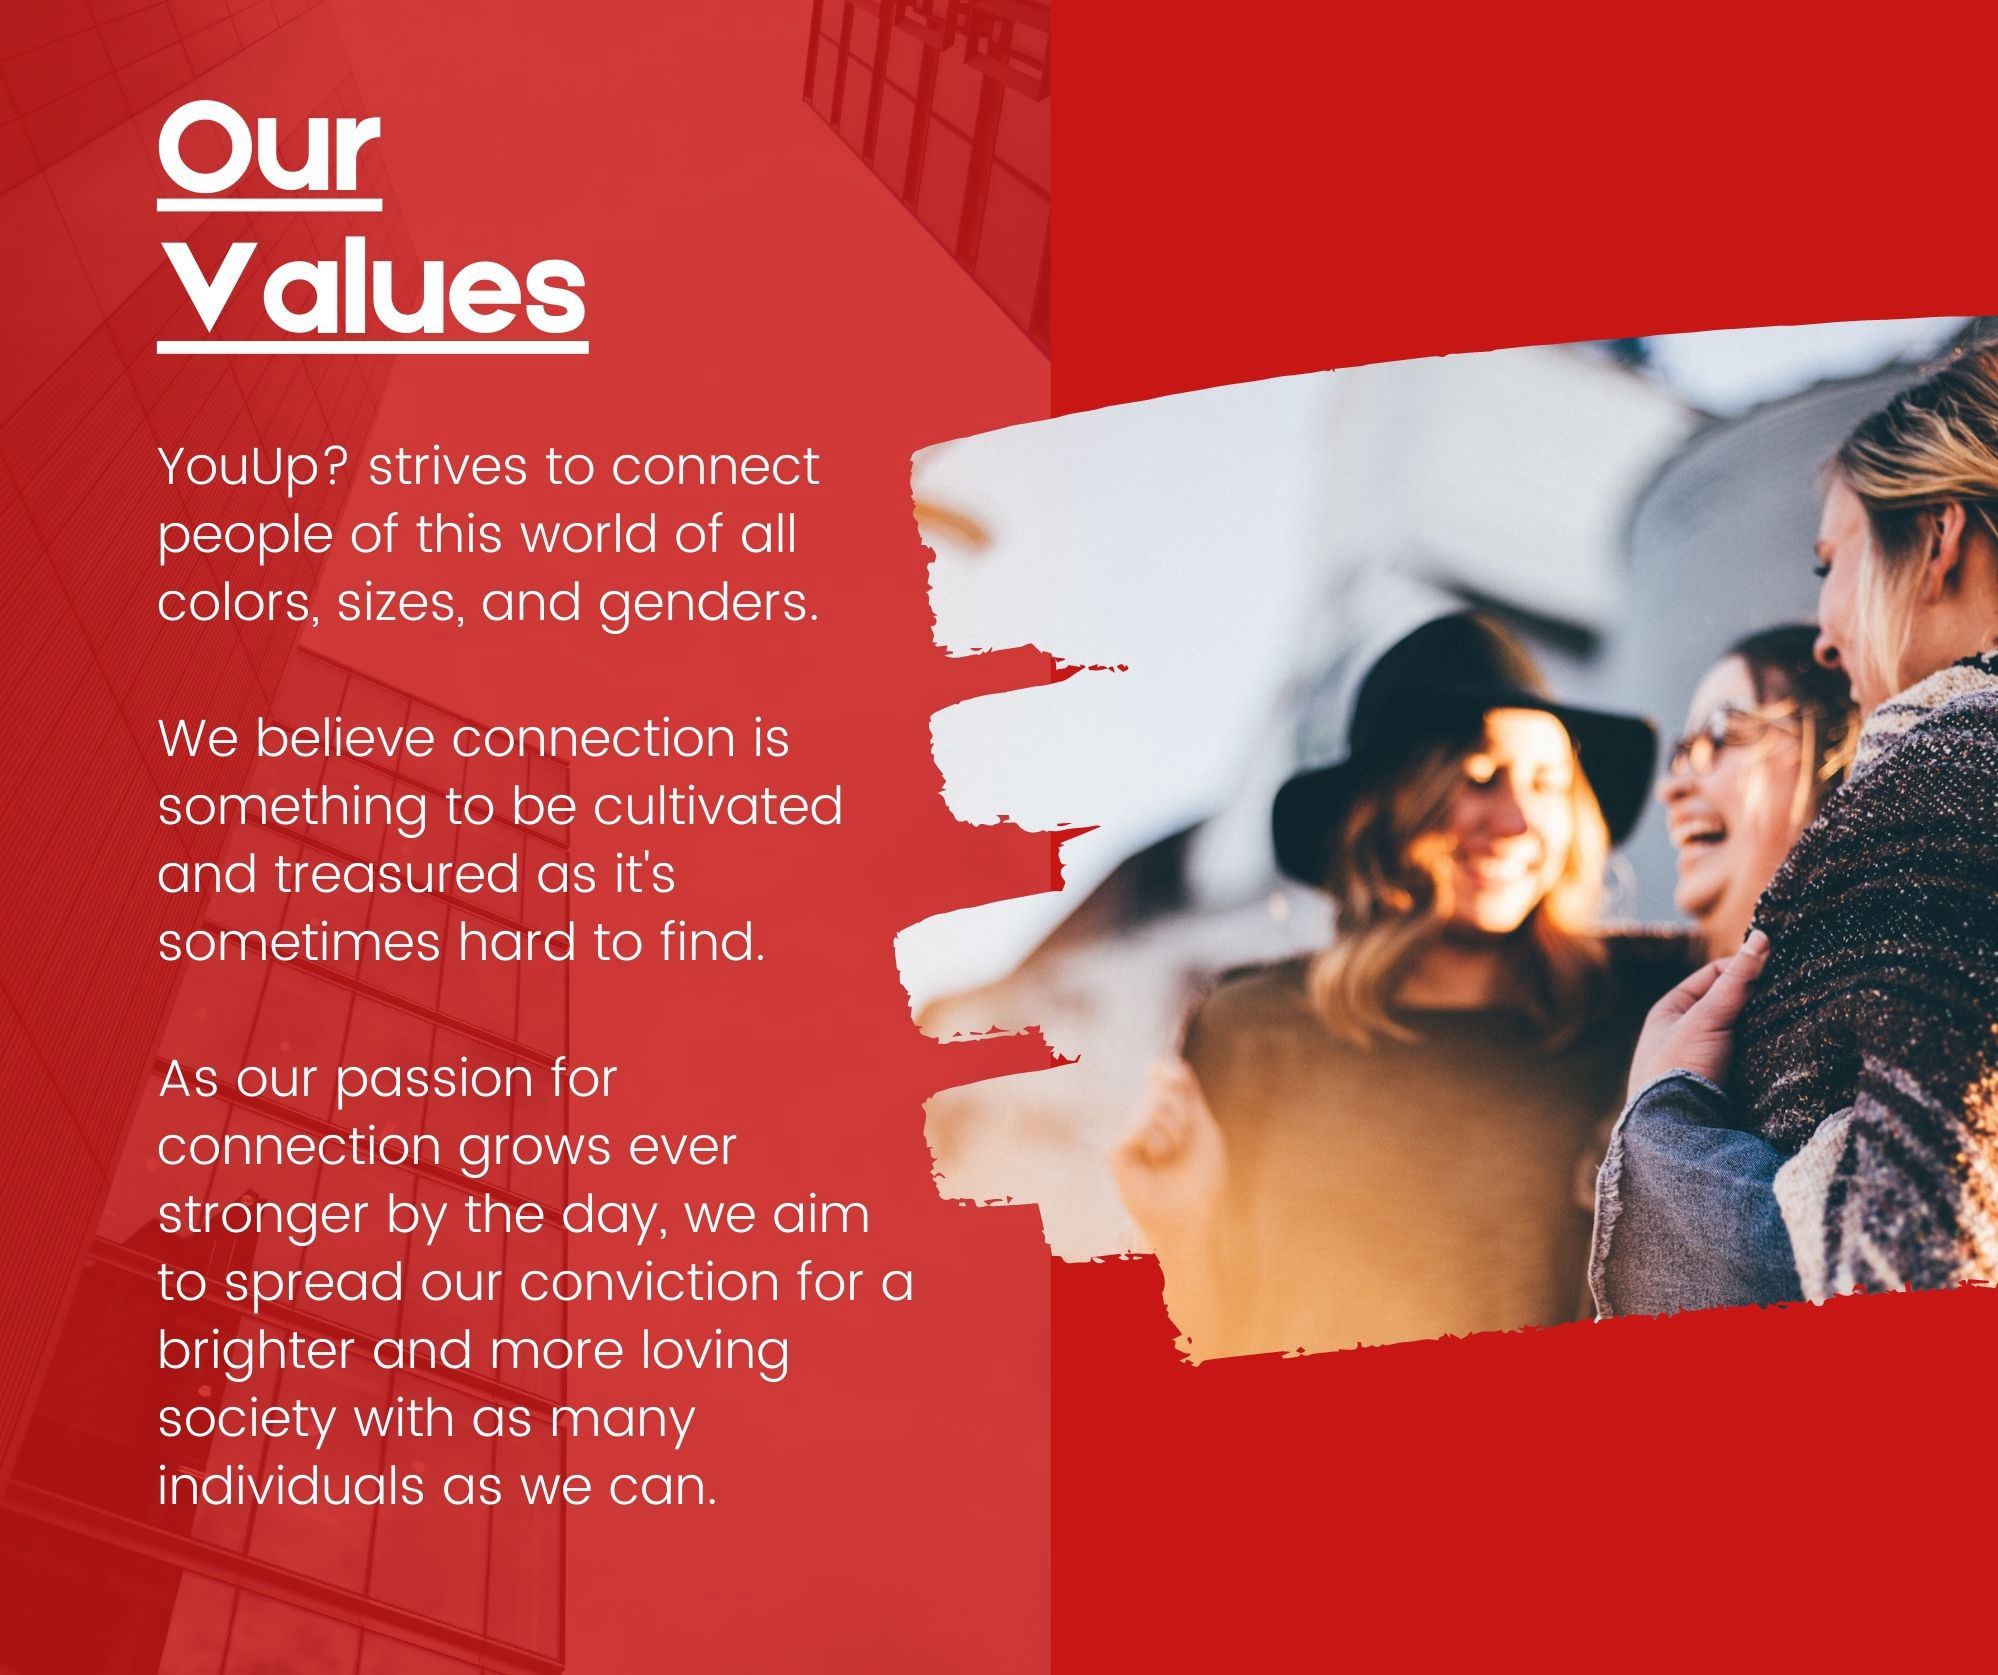 Our
Values
YouUp? strives to connect
people of this world of all
colors, sizes, and genders.
We believe connection is
something to be cultivated
and treasured as it's
sometimes hard to find.
As our passion for
connection grows ever
stronger by the day, we aim
to spread our conviction for a
brighter and more loving
society with as many
individuals as we can.